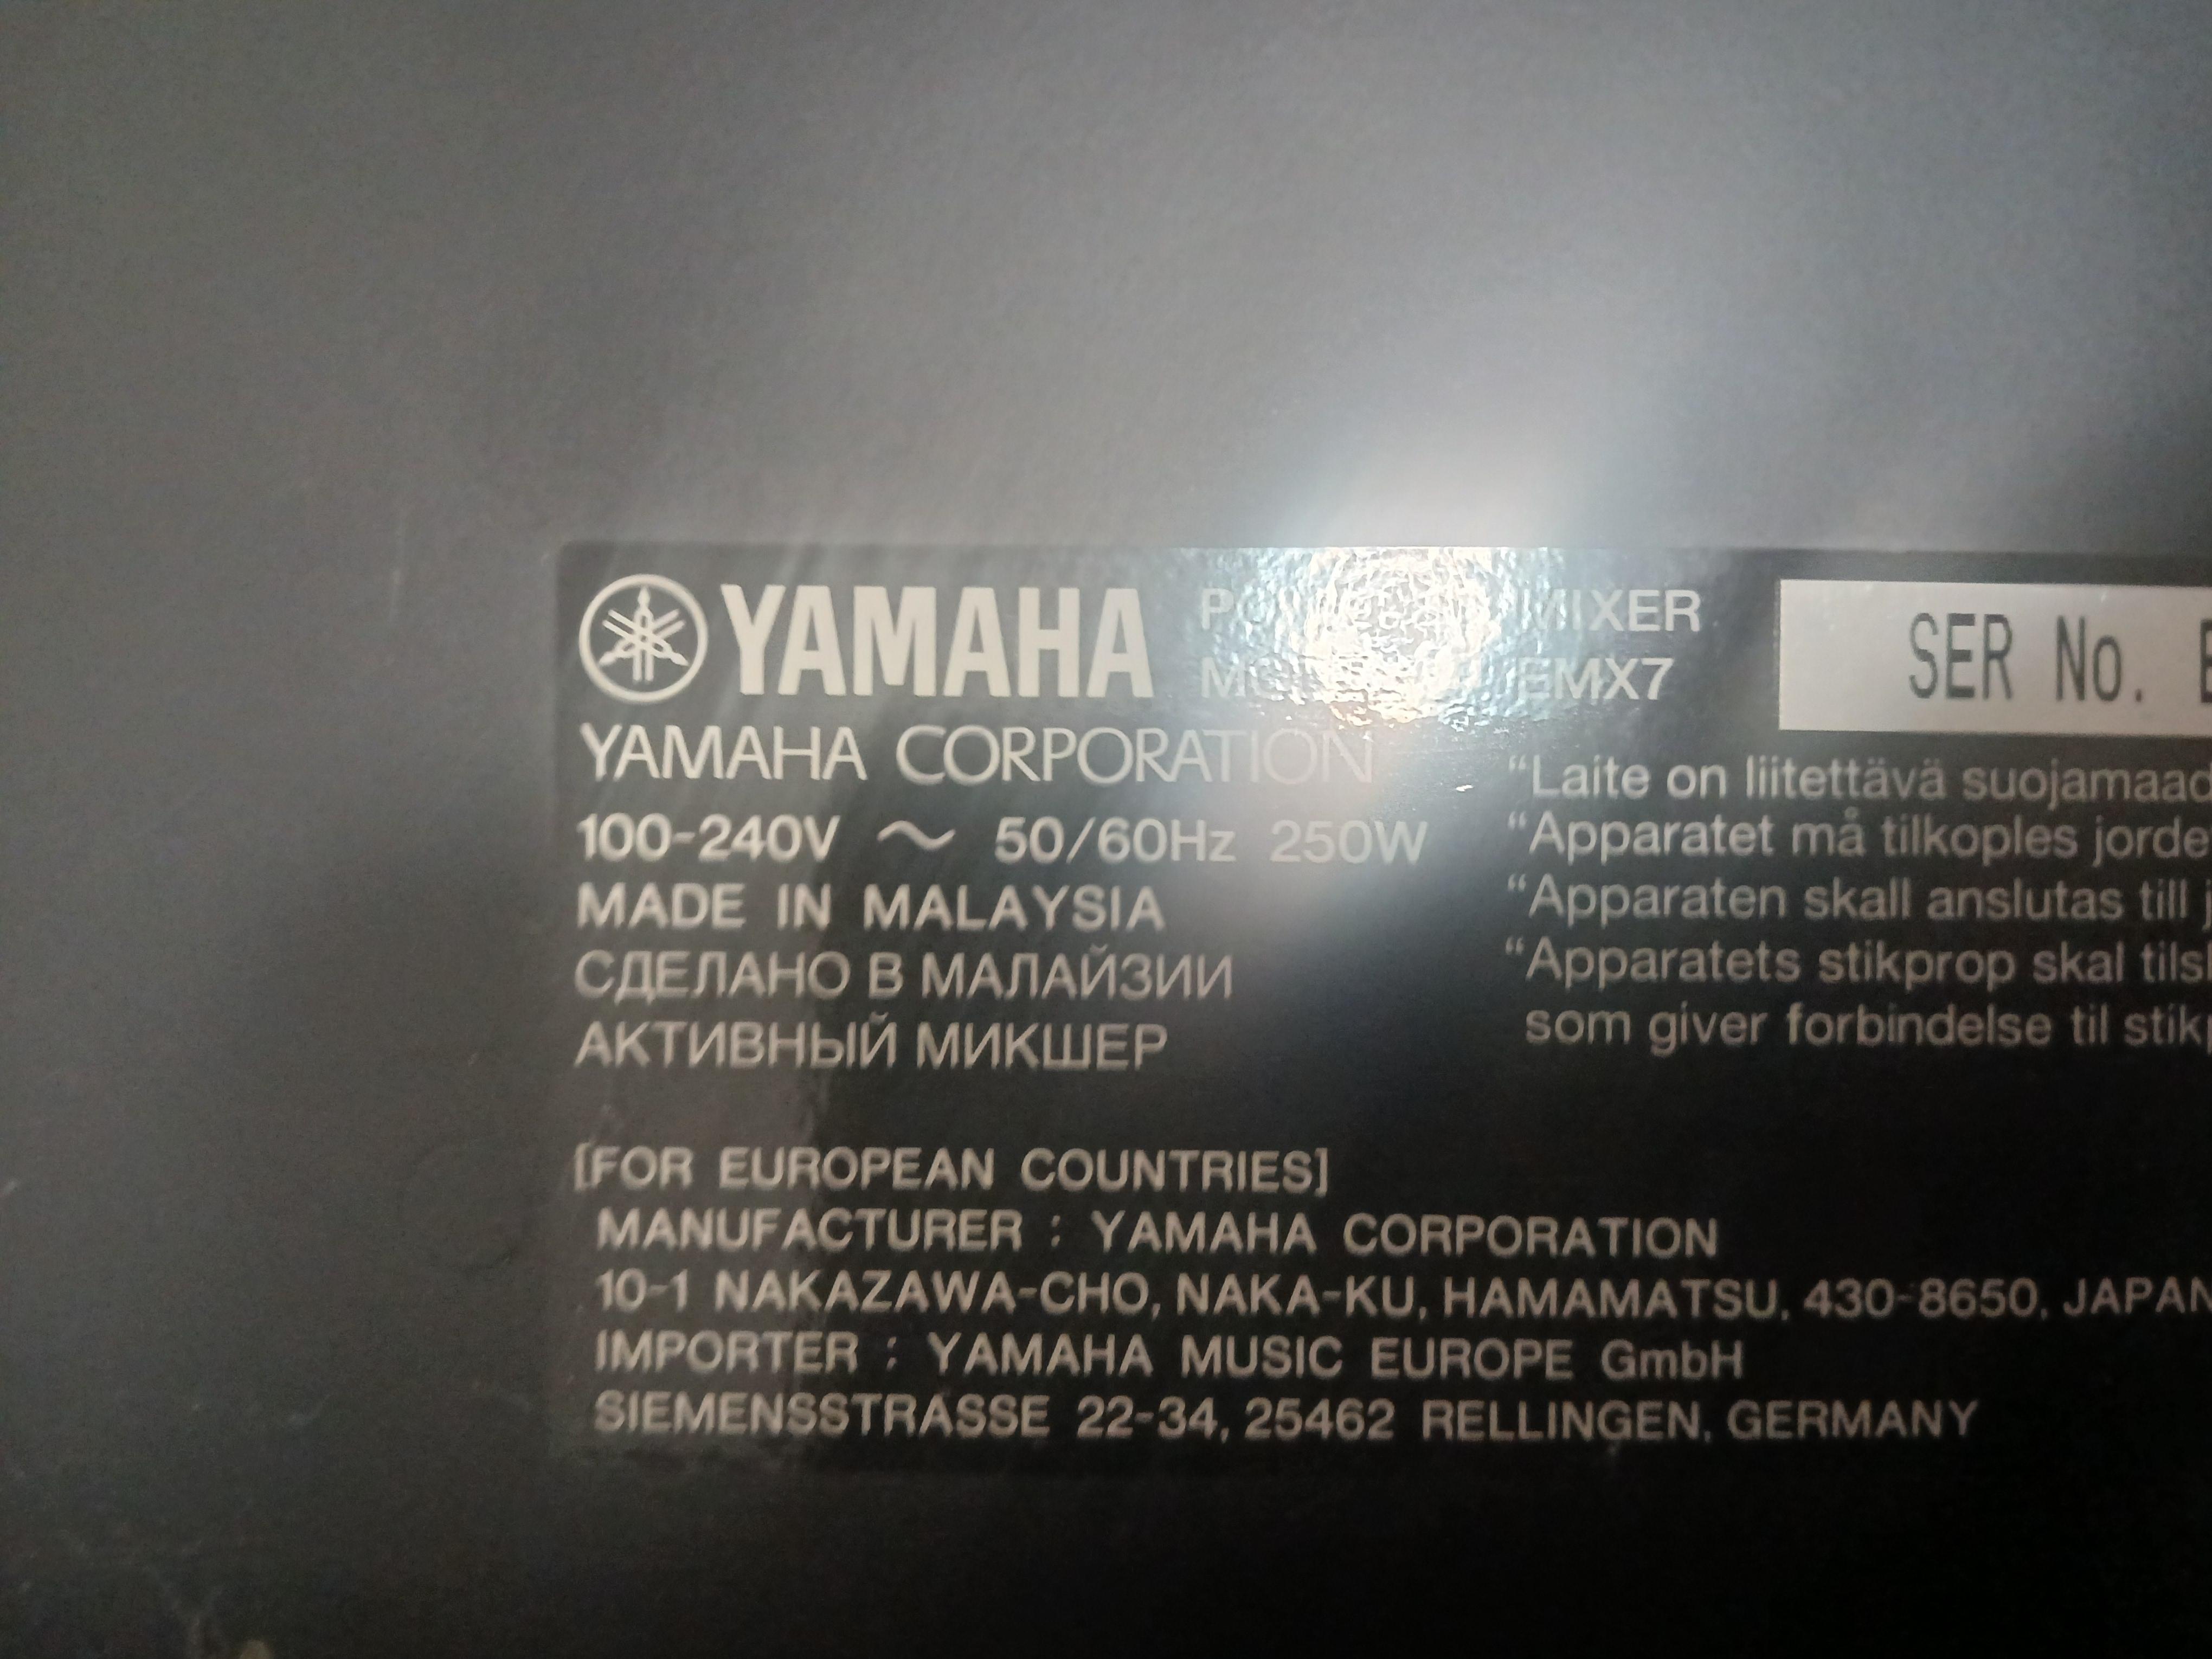 YAMAHA
MIXER
EMX7
SER No.
YAMAHA CORPORATION
100-240V ~ 50/60Hz 250W
MADE IN MALAYSIA
СДЕЛАНО В МАЛАЙЗИИ
АКТИВНЫЙ МИКШЕР
"Laite on liitettävä
"Apparatet må tilkoples
"Apparaten skall anslutas till
"Apparatets stikprop skal
som giver forbindelse til
[FOR EUROPEAN COUNTRIES]
MANUFACTURER : YAMAHA CORPORATION
10-1 NAKAZAWA-CHO, NAKA-KU, HAMAMATSU, 430-8650, JAPAN
IMPORTER : YAMAHA MUSIC EUROPE GmbH
SIEMENSSTRASSE 22-34, 25462 RELLINGEN, GERMANY